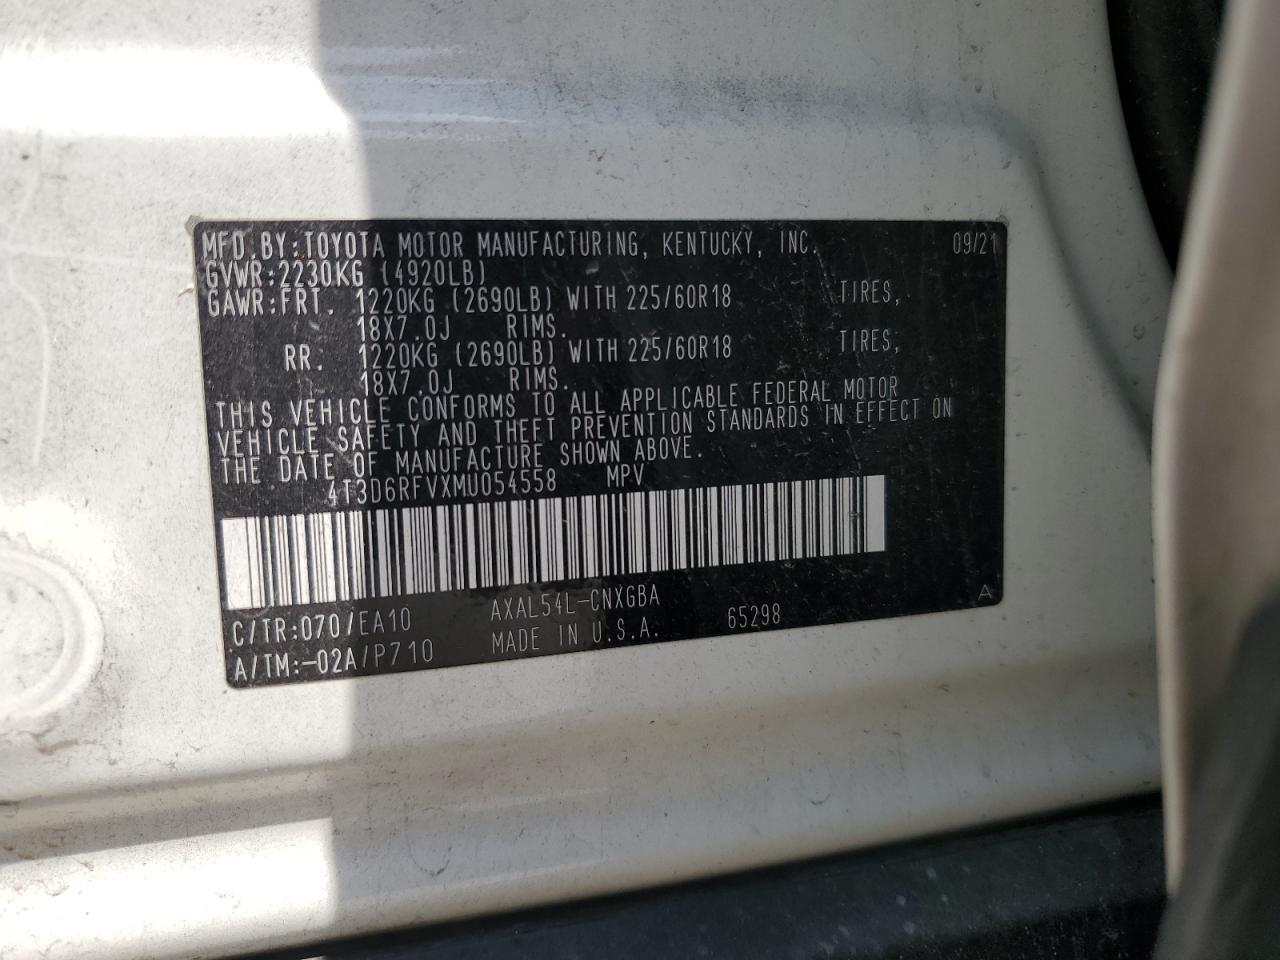 MFD.BY:TOYOTA MOTOR MANUFACTURING, KENTUCKY, INC. 09/21
GVWR:2230KG (4920LB)
GAWR:FRT. 1220KG (2690LB) WITH 225/60R18 TIRES,
18X7.0J RIMS.
RR. 1220KG (2690LB) WITH 225/60R18 TIRES,
18X7.0J RIMS.
THIS VEHICLE CONFORMS TO ALL APPLICABLE FEDERAL MOTOR
VEHICLE SAFETY AND THEFT PREVENTION STANDARDS IN EFFECT ON
THE DATE OF MANUFACTURE SHOWN ABOVE.
4T3D6RFVXMU054558 MPV
C/TR:070/EA10 AXAL54L-CNXGBA
A/TM:-02A/P710 MADE IN U.S.A. 65298 A